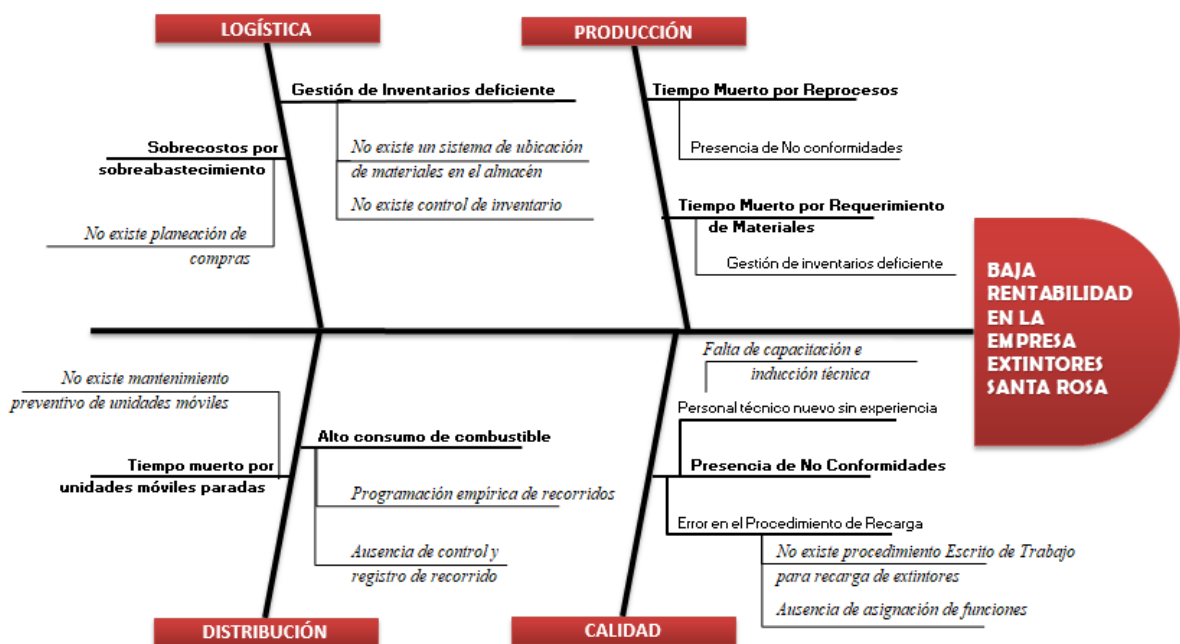 LOGÍSTICA
PRODUCCIÓN
Gestión de Inventarios deficiente
No existe un sistema de ubicación
de materiales en el almacén
No existe control de inventario
Sobrecostos por
sobreabastecimiento
No existe planeación de
compras
Tiempo Muerto por Reprocesos
Presencia de No conformidades
Tiempo Muerto por Requerimiento
de Materiales
Gestión de inventarios deficiente
BAJA
RENTABILIDAD
EN LA
EMPRESA
EXTINTORES
SANTA ROSA
No existe mantenimiento
preventivo de unidades móviles
Tiempo muerto por
unidades móviles paradas
Alto consumo de combustible
Programación empírica de recorridos
Ausencia de control y
registro de recorrido
Falta de capacitación e
inducción técnica
Personal técnico nuevo sin experiencia
Presencia de No Conformidades
Error en el Procedimiento de Recarga
No existe procedimiento Escrito de Trabajo
para recarga de extintores
Ausencia de asignación de funciones
DISTRIBUCIÓN
CALIDAD